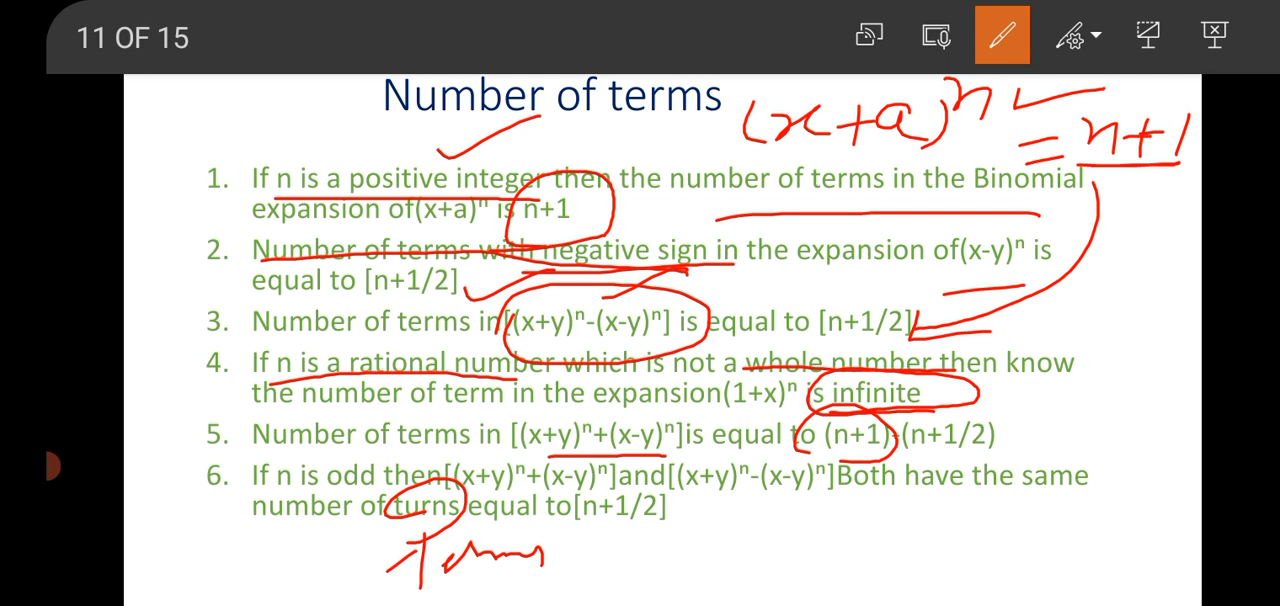 11 OF 15
Number of terms
(x+a)ⁿ
= n+1
1. If n is a positive integer then the number of terms in the Binomial
expansion of(x+a)ⁿ is n+1
2. Number of terms with negative sign in the expansion of(x-y)ⁿ is
equal to [n+1/2]
3. Number of terms in[(x+y)ⁿ-(x-y)ⁿ] is equal to [n+1/2]
4. If n is a rational number which is not a whole number then know
the number of term in the expansion(1+x)ⁿ is infinite
5. Number of terms in [(x+y)ⁿ+(x-y)ⁿ]is equal to (n+1)-(n+1/2)
6. If n is odd then[(x+y)ⁿ+(x-y)ⁿ]and[(x+y)ⁿ-(x-y)ⁿ]Both have the same
number of turns equal to[n+1/2]
Terms